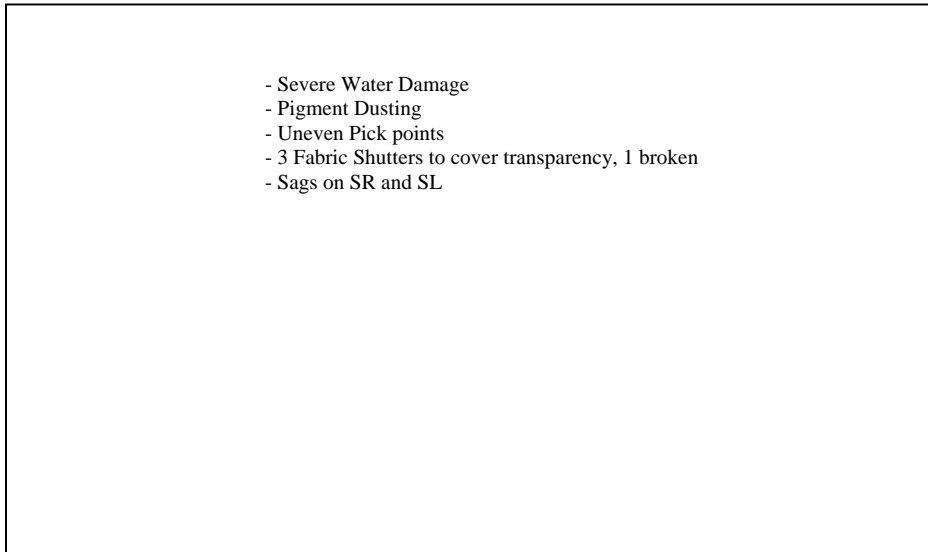 - Severe Water Damage
- Pigment Dusting
- Uneven Pick points
- 3 Fabric Shutters to cover transparency, 1 broken
- Sags on SR and SL